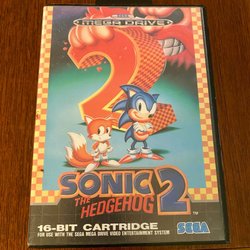 SEGA
MEGA DRIVE
2
SONIC
THE
HEDGEHOG 2
16-BIT CARTRIDGE
FOR USE WITH THE SEGA MEGA DRIVE VIDEO ENTERTAINMENT SYSTEM
SEGA